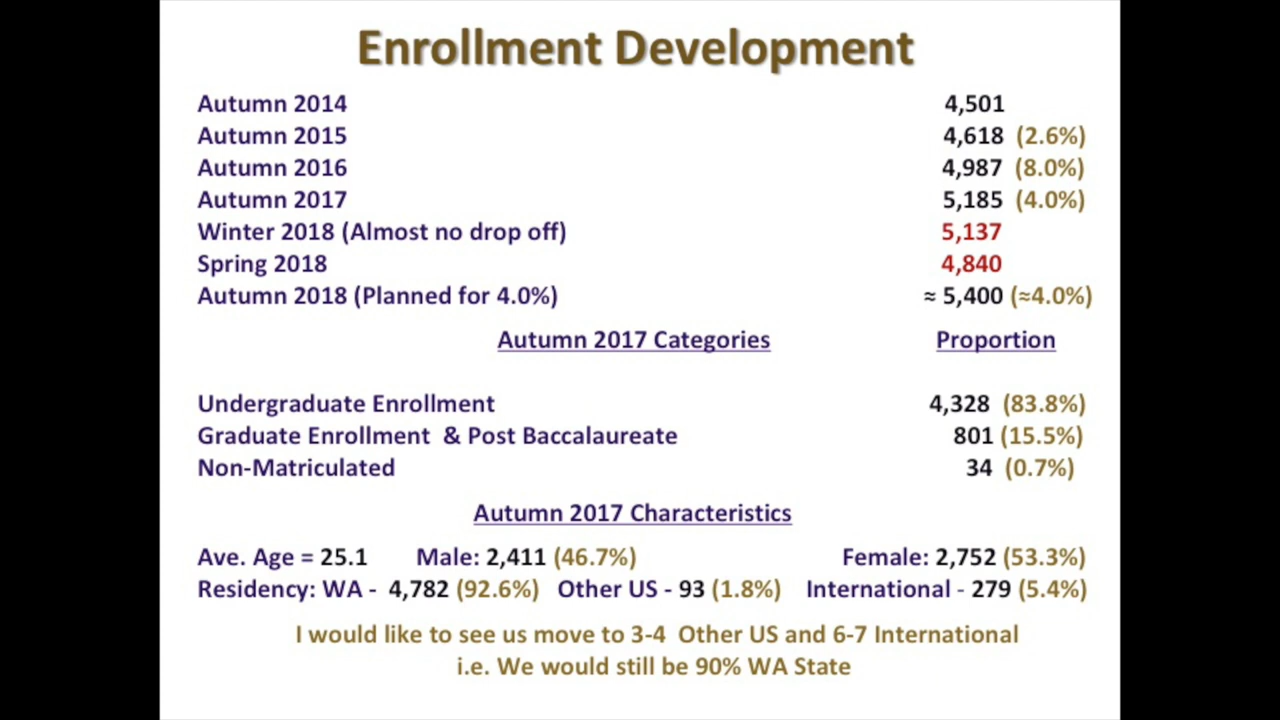 Enrollment Development
Autumn 2014 4,501
Autumn 2015 4,618 (2.6%)
Autumn 2016 4,987 (8.0%)
Autumn 2017 5,185 (4.0%)
Winter 2018 (Almost no drop off) 5,137
Spring 2018 4,840
Autumn 2018 (Planned for 4.0%) ≈ 5,400 (≈4.0%)
Autumn 2017 Categories Proportion
Undergraduate Enrollment 4,328 (83.8%)
Graduate Enrollment & Post Baccalaureate 801 (15.5%)
Non-Matriculated 34 (0.7%)
Autumn 2017 Characteristics
Ave. Age = 25.1 Male: 2,411 (46.7%) Female: 2,752 (53.3%)
Residency: WA - 4,782 (92.6%) Other US - 93 (1.8%) International - 279 (5.4%)
I would like to see us move to 3-4 Other US and 6-7 International
i.e. We would still be 90% WA State